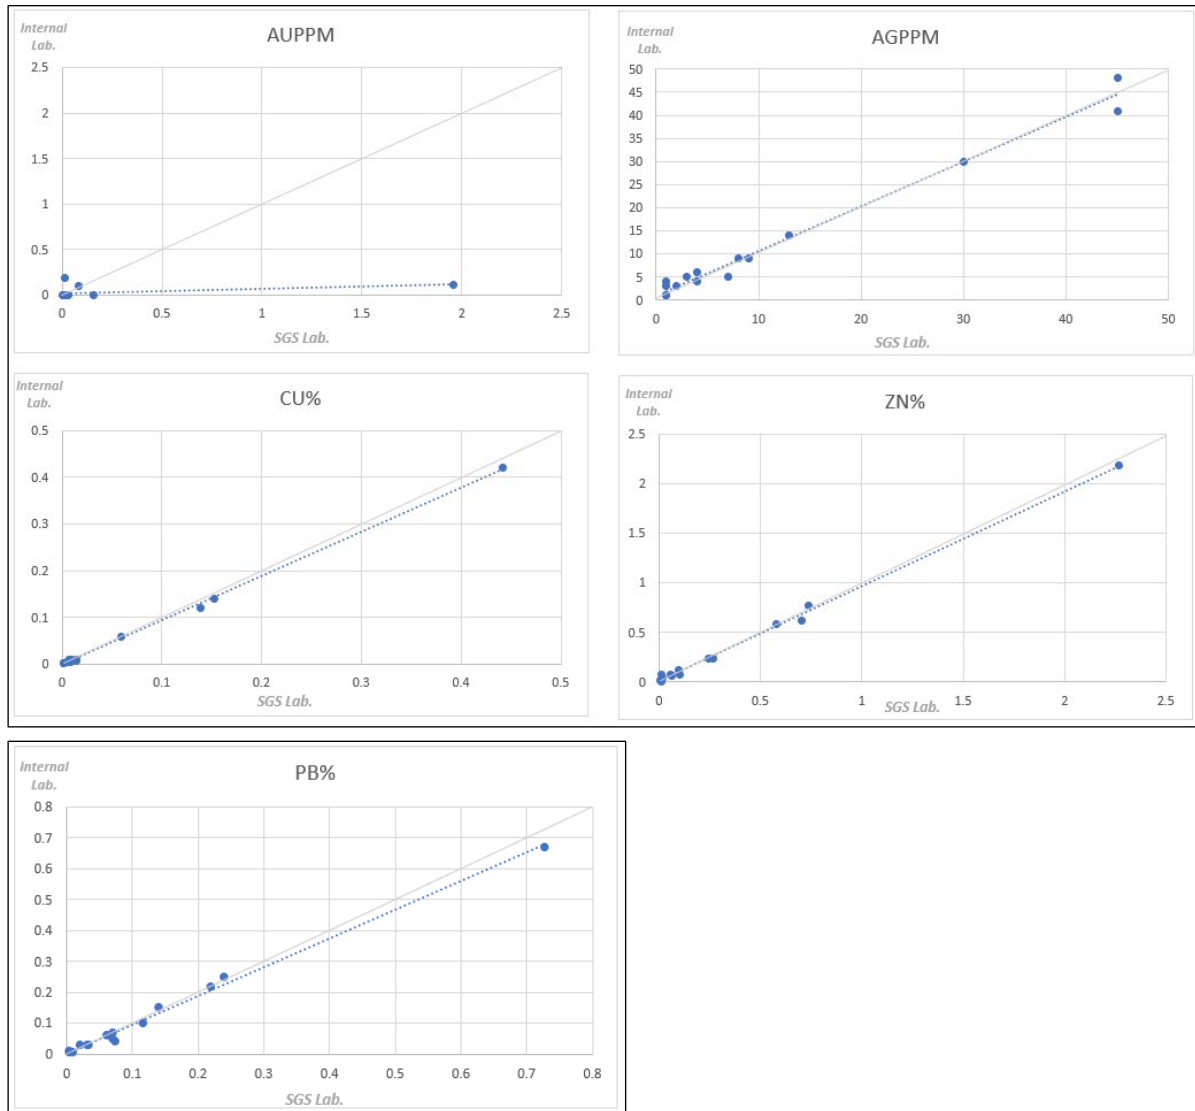 Internal
Lab.
AUPPM
2.5
2
1.5
1
0.5
0
0 0.5 1 1.5 2 2.5
SGS Lab.
Internal
Lab.
AGPPM
50
45
40
35
30
25
20
15
10
5
0
0 10 20 30 40 50
SGS Lab.
Internal
Lab.
CU%
0.5
0.4
0.3
0.2
0.1
0
0 0.1 0.2 0.3 0.4 0.5
SGS Lab.
Internal
Lab.
ZN%
2.5
2
1.5
1
0.5
0
0 0.5 1 1.5 2 2.5
SGS Lab.
Internal
Lab.
PB%
0.8
0.7
0.6
0.5
0.4
0.3
0.2
0.1
0
0 0.1 0.2 0.3 0.4 0.5 0.6 0.7 0.8
SGS Lab.